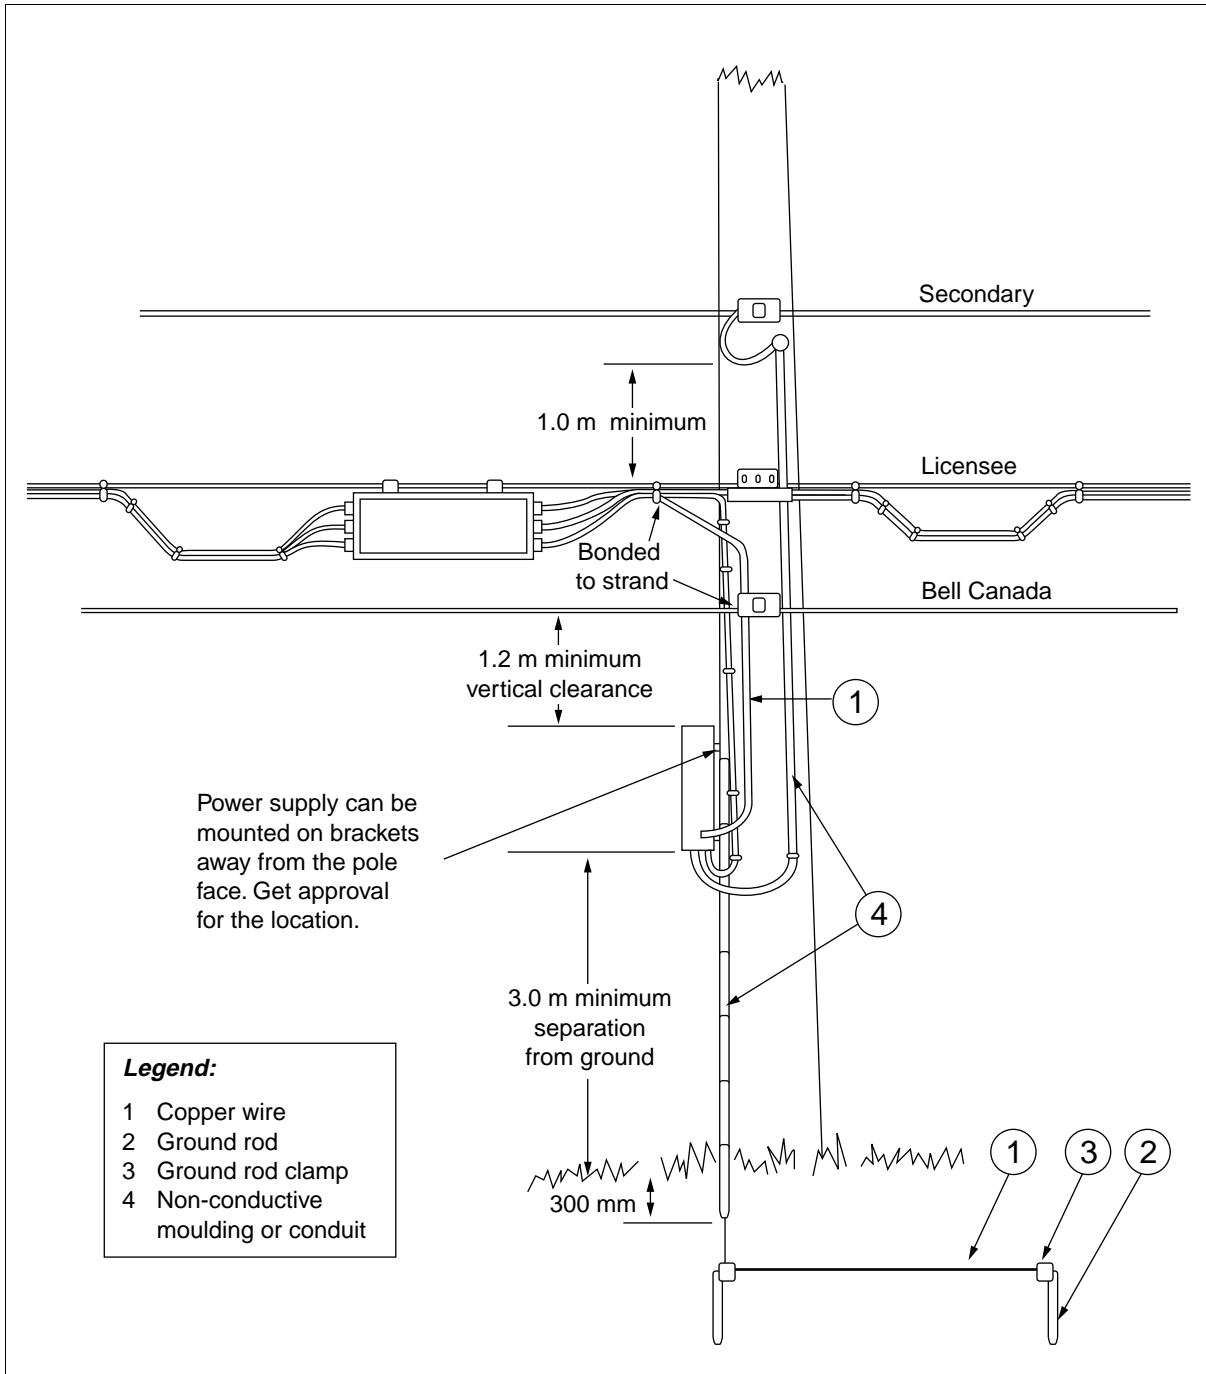 Secondary
1.0 m minimum
Licensee
Bonded
to strand
Bell Canada
1.2 m minimum
vertical clearance
1
Power supply can be
mounted on brackets
away from the pole
face. Get approval
for the location.
4
3.0 m minimum
separation
from ground
Legend:
1 Copper wire
2 Ground rod
3 Ground rod clamp
4 Non-conductive
moulding or conduit
1
3
2
300 mm